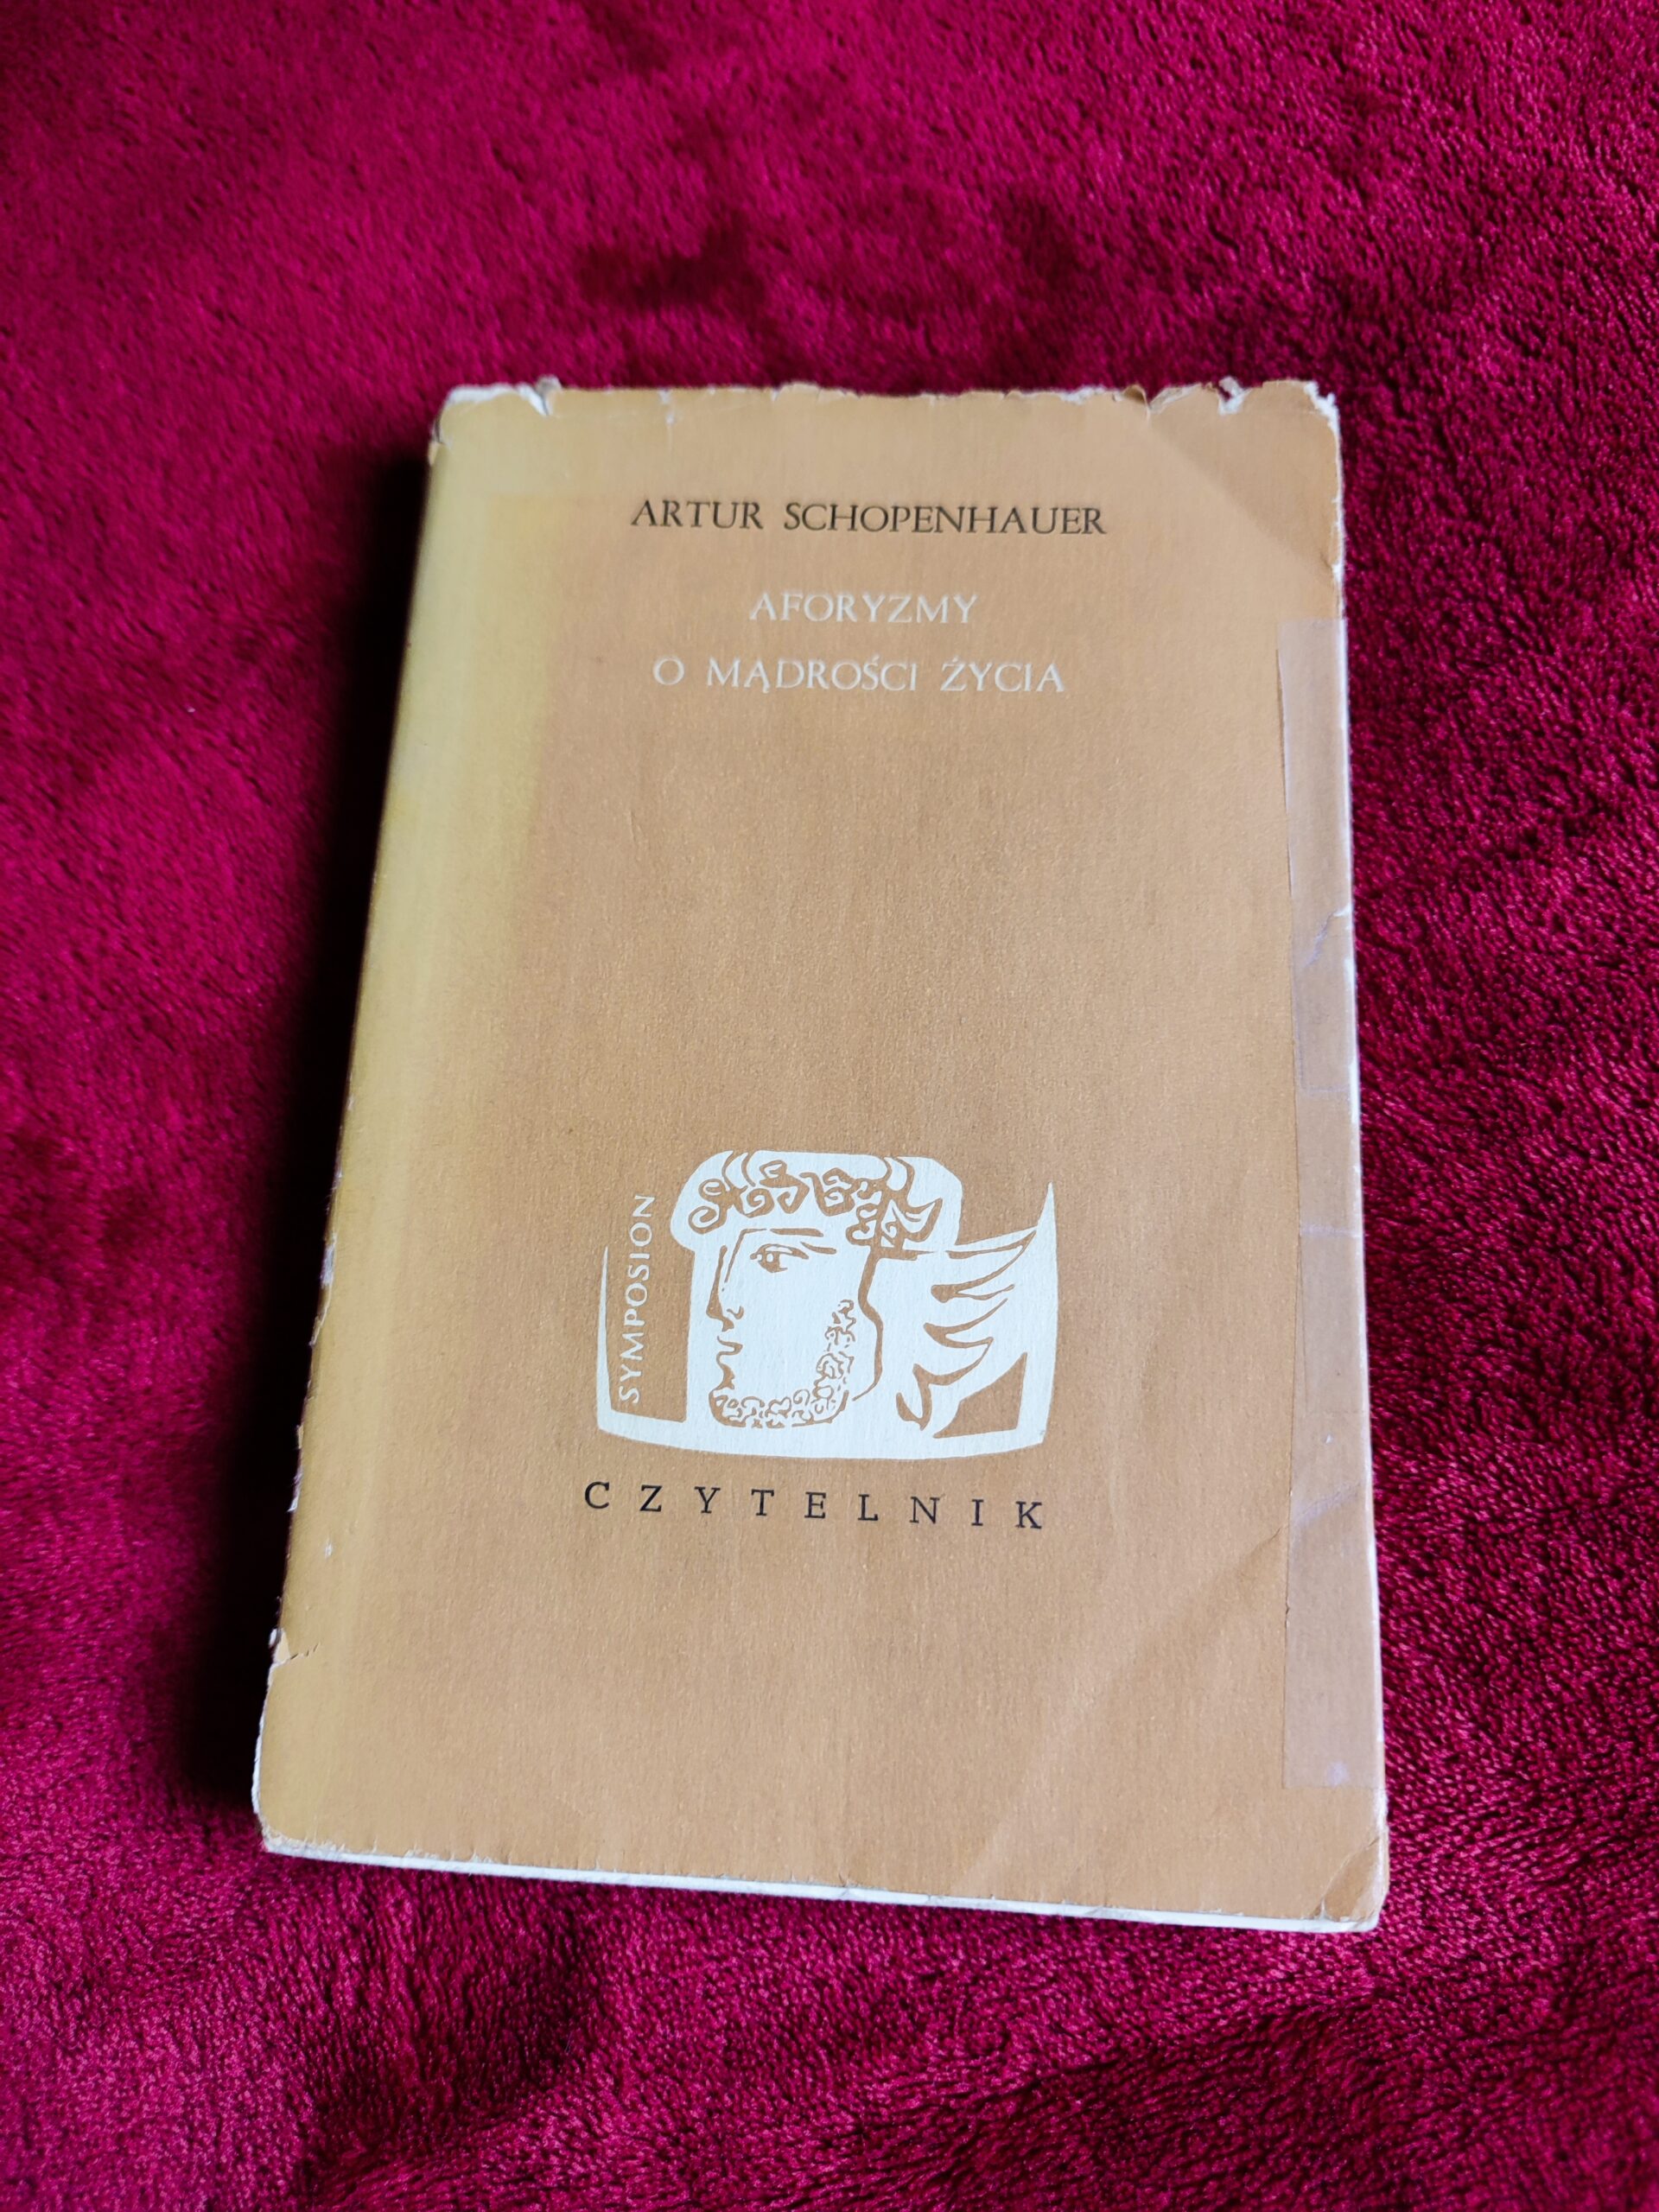 ARTUR SCHOPENHAUER
AFORYZMY
O MĄDROŚCI ŻYCIA
SYMPOSION
CZYTELNIK